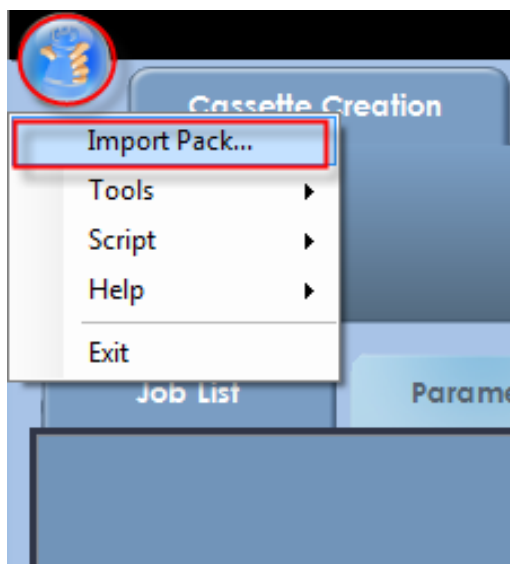 Cassette Creation
Import Pack...
Tools
Script
Help
Exit
Job List
Parame